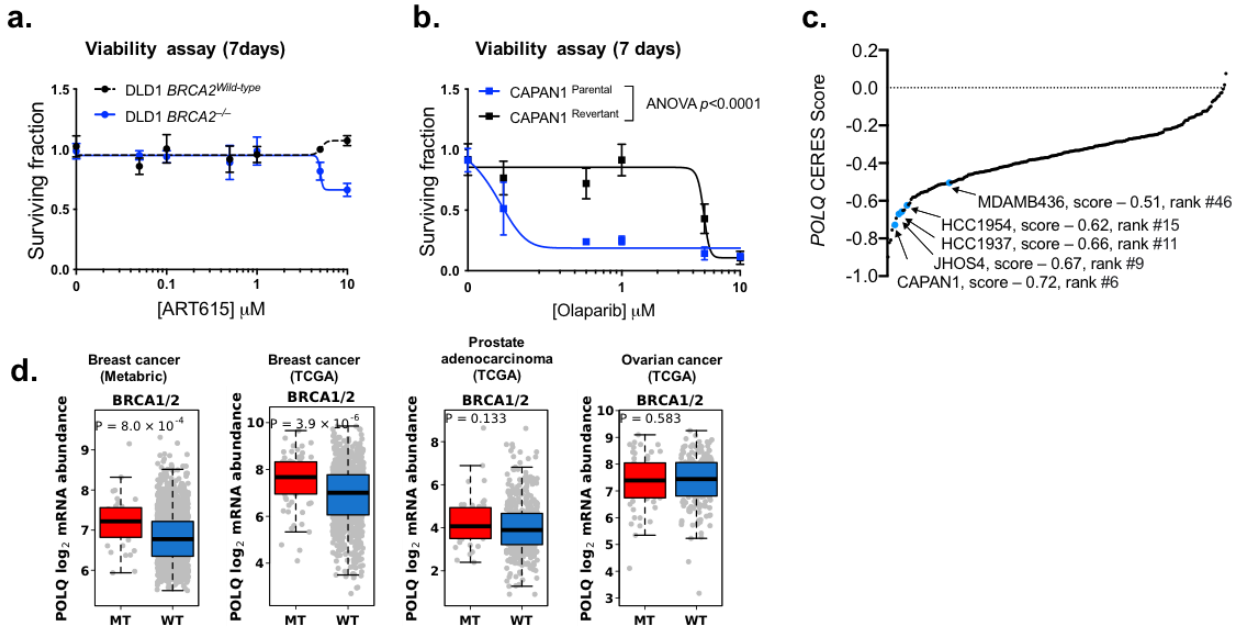 a.
Viability assay (7days)
DLD1 BRCA2Wild-type
DLD1 BRCA2–/–
Surviving fraction
1.5
1.0
0.5
0.0
0
0.1
1
10
[ART615] μM
b.
Viability assay (7 days)
CAPAN1 Parental
CAPAN1 Revertant
ANOVA p<0.0001
Surviving fraction
1.5
1.0
0.5
0.0
0
1
10
[Olaparib] μM
c.
POLQ CERES Score
0.0
-0.2
-0.4
-0.6
-0.8
-1.0
MDAMB436, score – 0.51, rank #46
HCC1954, score – 0.62, rank #15
HCC1937, score – 0.66, rank #11
JHOS4, score – 0.67, rank #9
CAPAN1, score – 0.72, rank #6
d.
Breast cancer
(Metabric)
BRCA1/2
P = 8.0 × 10-4
POLQ log2 mRNA abundance
9
8
7
6
MT
WT
Breast cancer
(TCGA)
BRCA1/2
P = 3.9 × 10-6
POLQ log2 mRNA abundance
10
8
6
4
MT
WT
Prostate
adenocarcinoma
(TCGA)
BRCA1/2
P = 0.133
POLQ log2 mRNA abundance
8
6
4
2
MT
WT
Ovarian cancer
(TCGA)
BRCA1/2
P = 0.583
POLQ log2 mRNA abundance
10
9
8
7
6
5
4
3
MT
WT